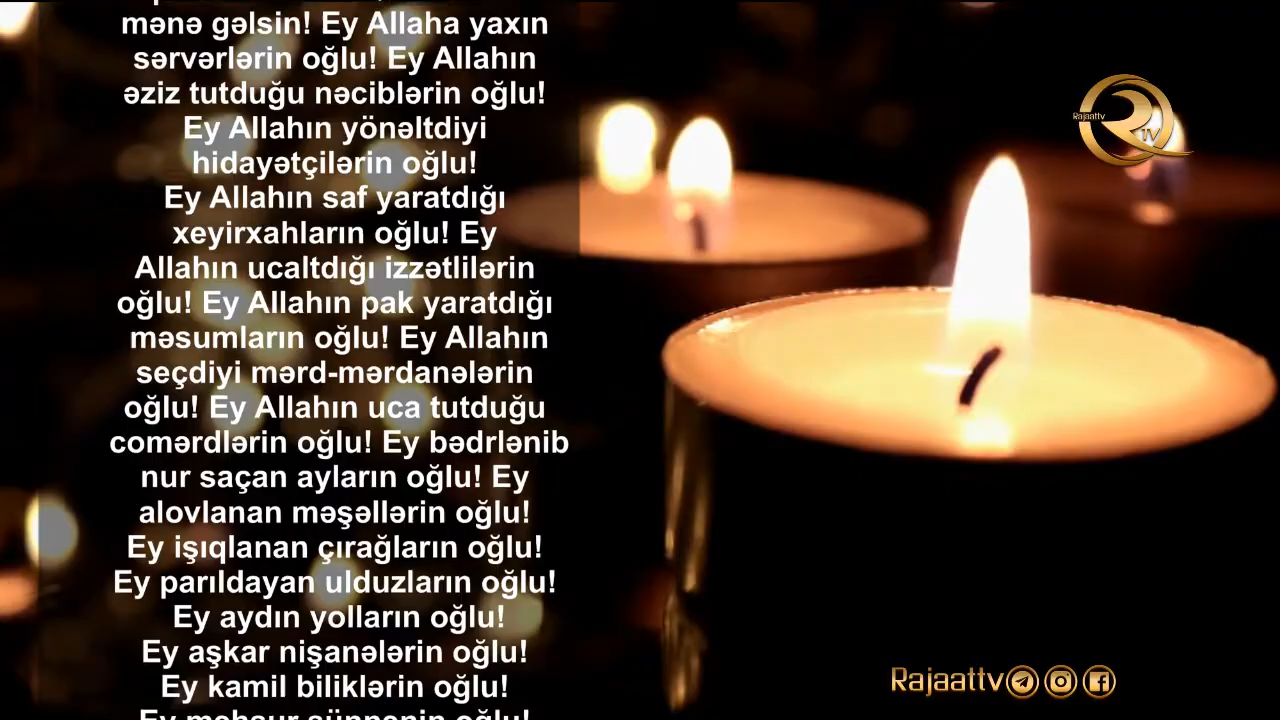 mənə gəlsin! Ey Allaha yaxın
sərvərlərin oğlu! Ey Allahın
əziz tutduğu nəciblərin oğlu!
Ey Allahın yönəltdiyi
hidayətçilərin oğlu!
Ey Allahın saf yaratdığı
xeyirxahların oğlu! Ey
Allahın ucaltdığı izzətlilərin
oğlu! Ey Allahın pak yaratdığı
məsumların oğlu! Ey Allahın
seçdiyi mərd-mərdanələrin
oğlu! Ey Allahın uca tutduğu
comərdlərin oğlu! Ey bədrlənib
nur saçan ayların oğlu! Ey
alovlanan məşəllərin oğlu!
Ey işıqlanan çırağların oğlu!
Ey parıldayan ulduzların oğlu!
Ey aydın yolların oğlu!
Ey aşkar nişanələrin oğlu!
Ey kamil biliklərin oğlu!
Rajaattv
R TV
Rajaattv